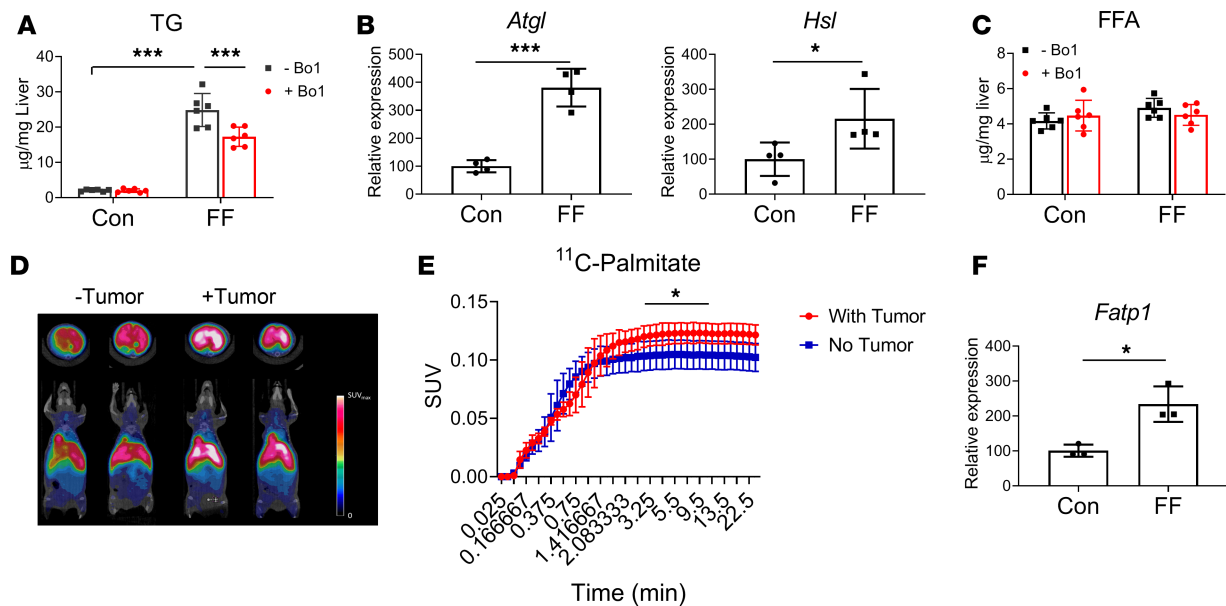 A
TG
***
***
40
30
20
10
0
µg/mg Liver
- Bo1
+ Bo1
Con
FF
B
Atgl
***
500
400
300
200
100
0
Relative expression
Con
FF
Hsl
*
400
300
200
100
0
Relative expression
Con
FF
C
FFA
- Bo1
+ Bo1
8
6
4
2
0
µg/mg liver
Con
FF
D
-Tumor
+Tumor
SUVmax
0
E
11C-Palmitate
*
0.15
0.10
0.05
0.00
SUV
With Tumor
No Tumor
0.025
0.166667
0.375
0.75
1.416667
2.083333
3.25
5.5
9.5
13.5
22.5
Time (min)
F
Fatp1
*
400
300
200
100
0
Relative expression
Con
FF